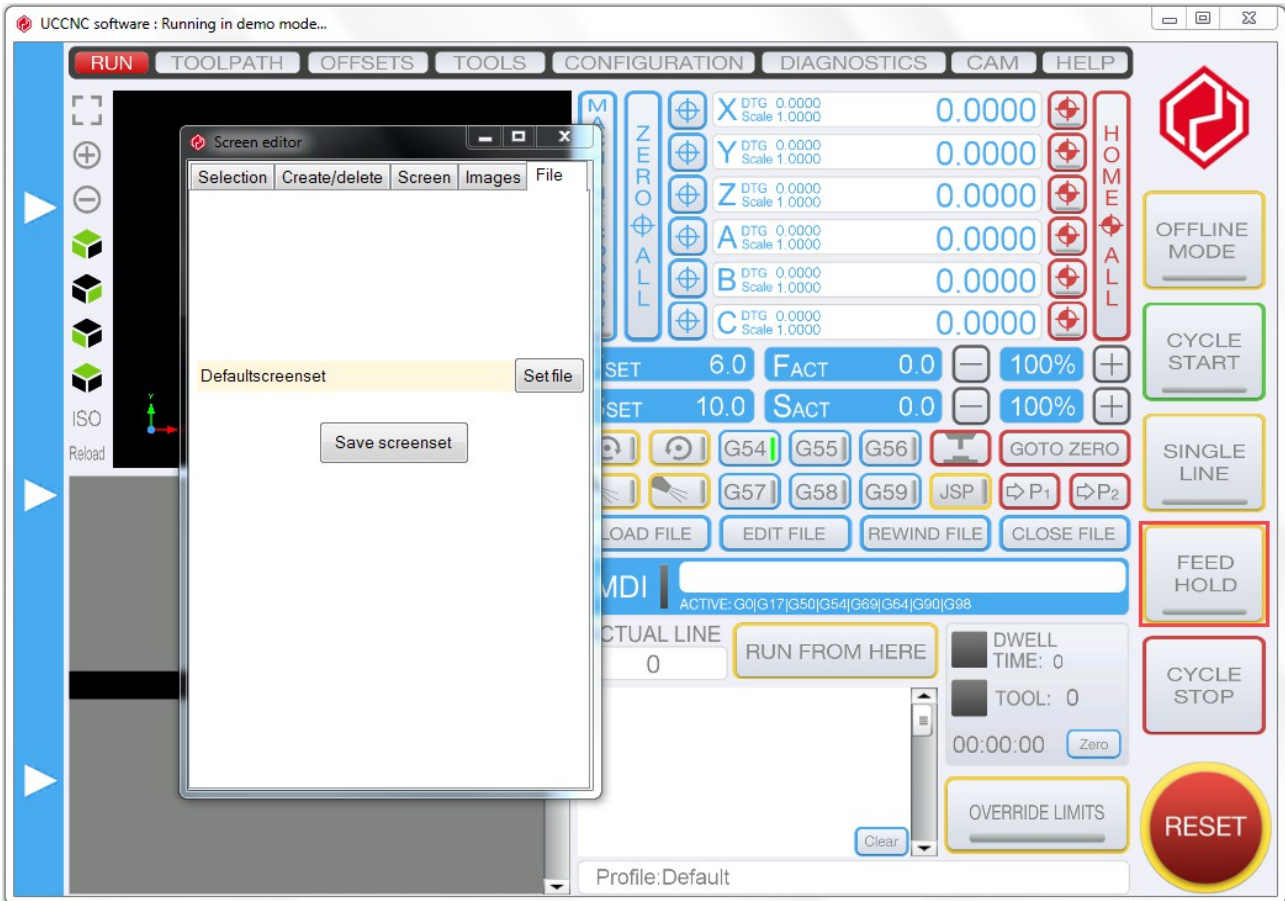 UCCNC software : Running in demo mode...
RUN TOOLPATH OFFSETS TOOLS CONFIGURATION DIAGNOSTICS CAM HELP
Screen editor
Selection Create/delete Screen Images File
Defaultscreenset Set file
Save screenset
ISO
Reload
Y
ZERO ALL
X DTG 0.0000 Scale 1.0000 0.0000
Y DTG 0.0000 Scale 1.0000 0.0000
Z DTG 0.0000 Scale 1.0000 0.0000
A DTG 0.0000 Scale 1.0000 0.0000
B DTG 0.0000 Scale 1.0000 0.0000
C DTG 0.0000 Scale 1.0000 0.0000
HOME ALL
SET 6.0 FACT 0.0 100%
SET 10.0 SACT 0.0 100%
G54 G55 G56 GOTO ZERO
G57 G58 G59 JSP P1 P2
LOAD FILE EDIT FILE REWIND FILE CLOSE FILE
MDI
ACTIVE: G0|G17|G50|G54|G69|G64|G90|G98
CTUAL LINE
0
RUN FROM HERE
DWELL
TIME: 0
TOOL: 0
00:00:00 Zero
OVERRIDE LIMITS
Clear
Profile:Default
OFFLINE
MODE
CYCLE
START
SINGLE
LINE
FEED
HOLD
CYCLE
STOP
RESET